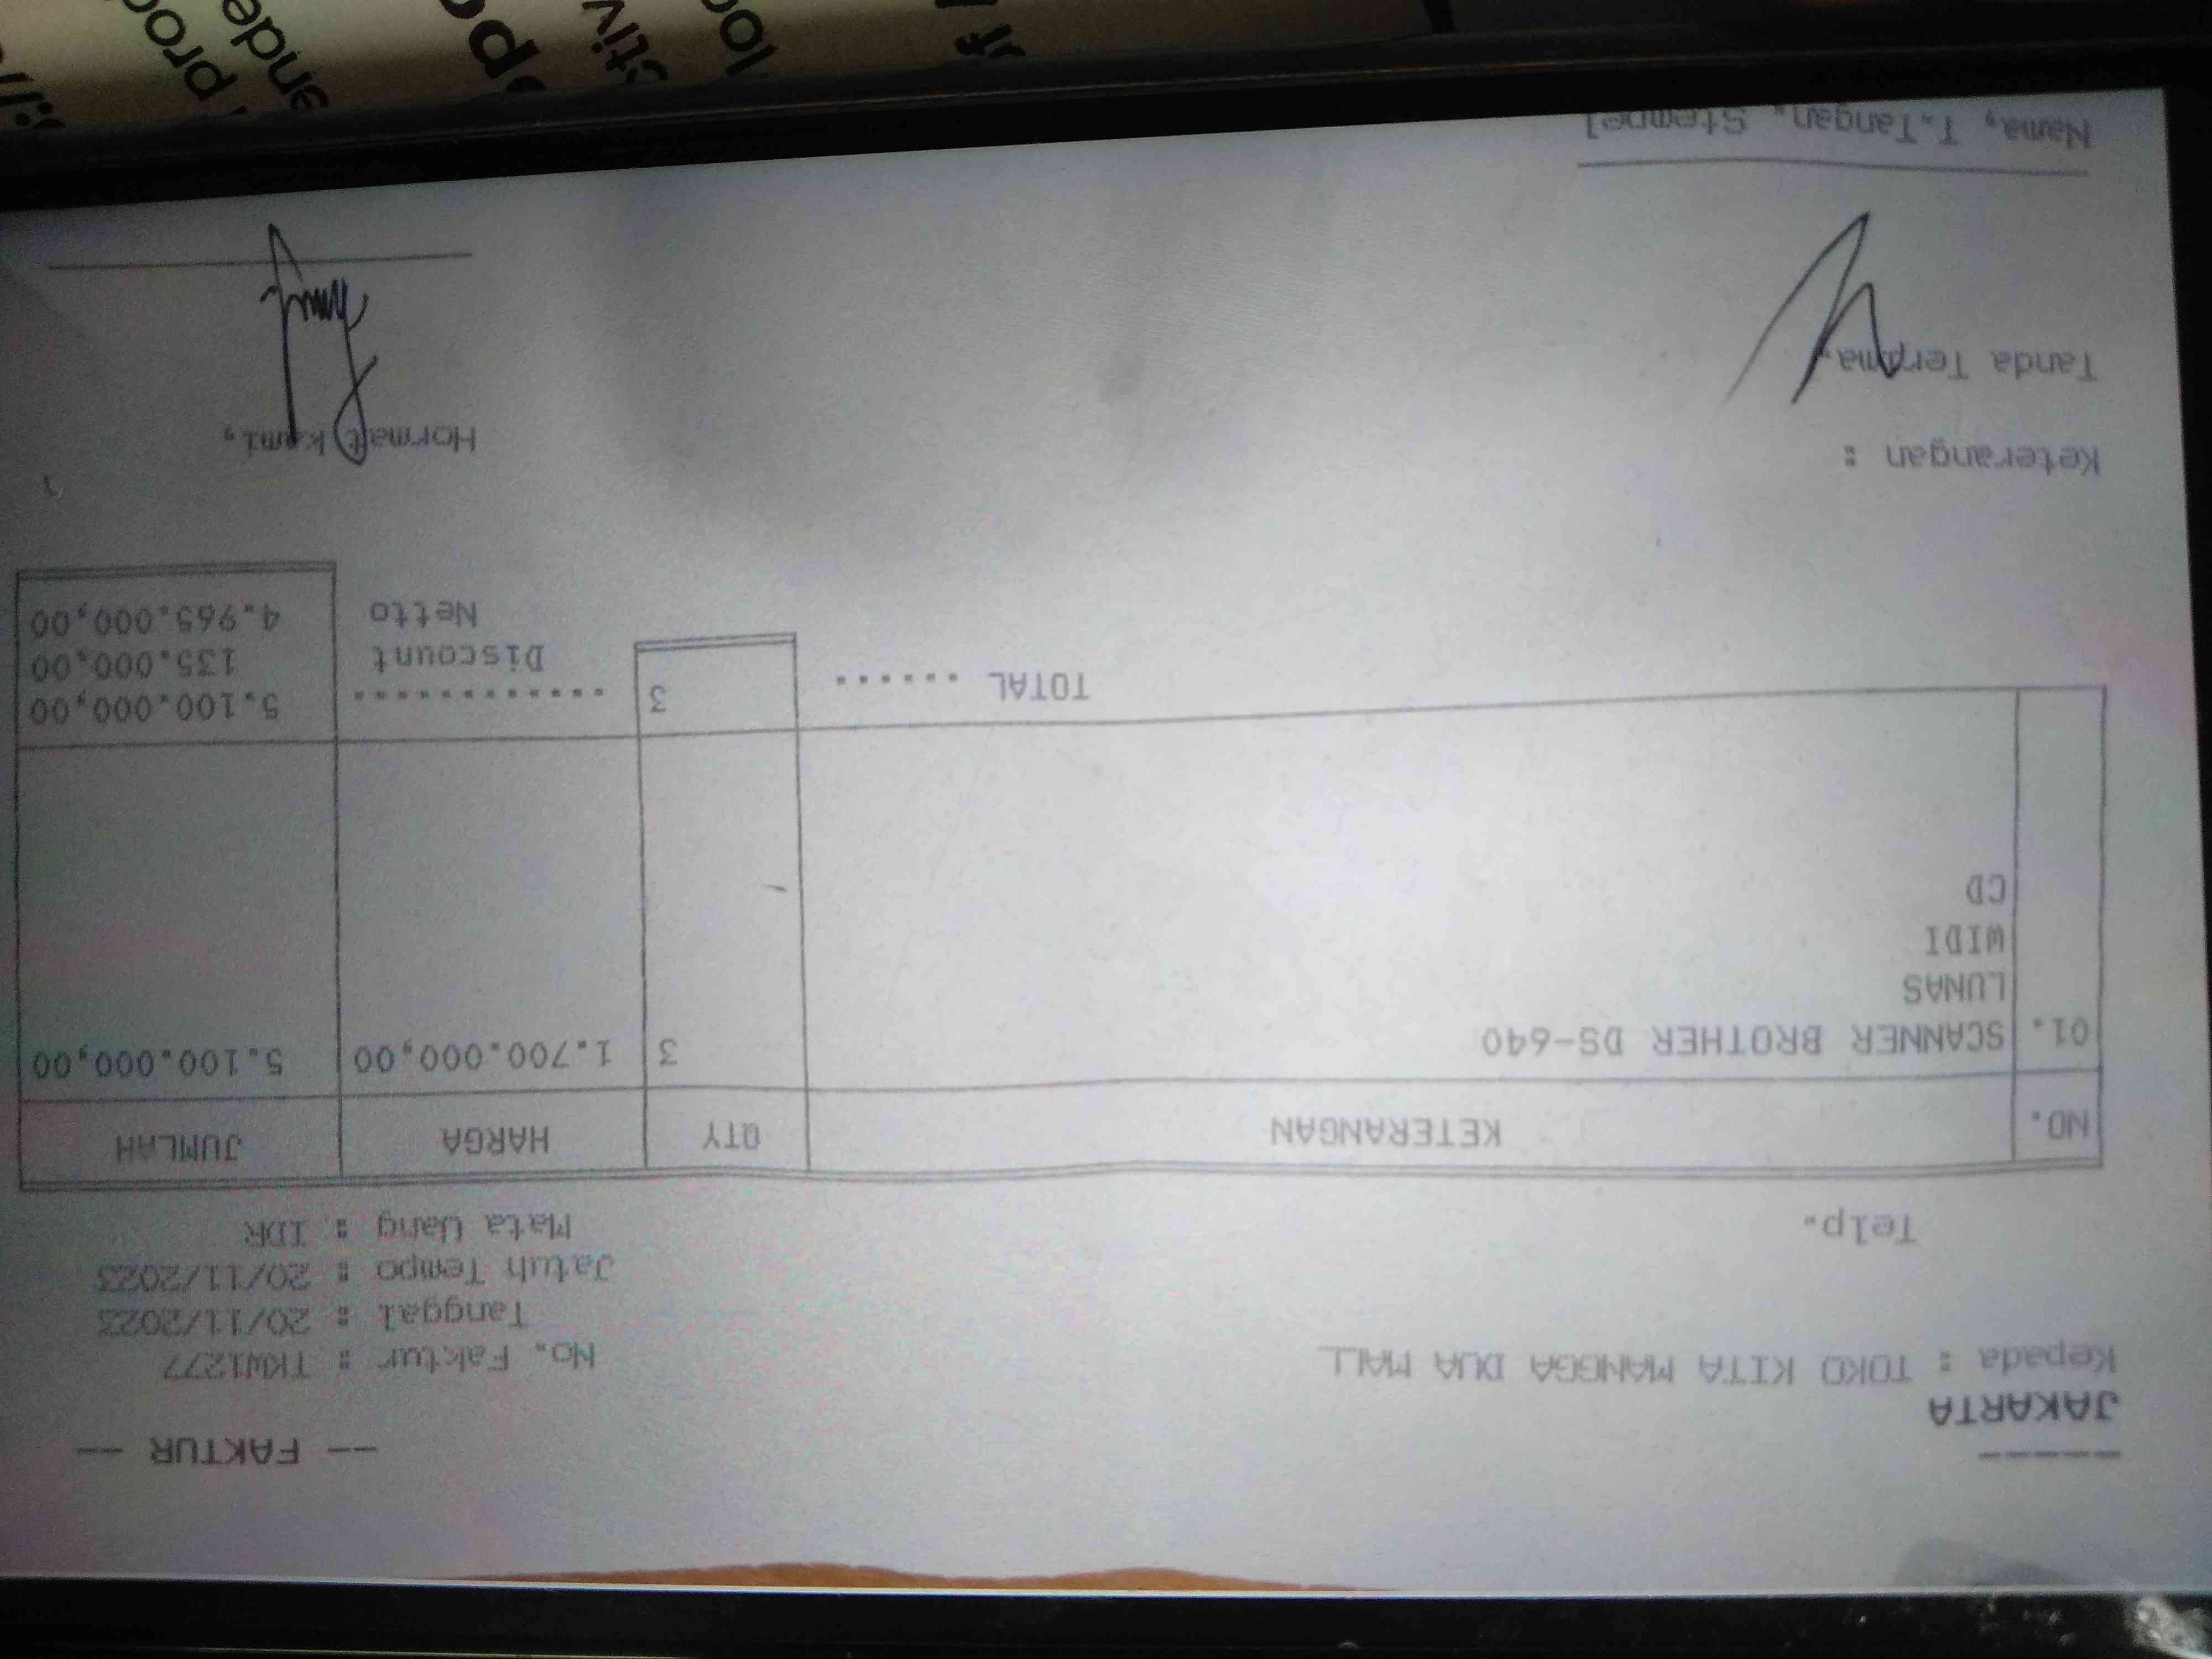 -----
JAKARTA
-- FAKTUR --
Kepada : TOKO KITA MANGGA DUA MALL
No. Faktur : TKW1277
Tanggal : 20/11/2023
Jatuh Tempo : 20/11/2023
Telp.
Mata Uang : IDR
NO. KETERANGAN QTY HARGA JUMLAH
01. SCANNER BROTHER DS-640 3 1.700.000,00 5.100.000,00
LUNAS
WIDI
CD
TOTAL ...... 3 .............. 5.100.000,00
Discount 135.000,00
Netto 4.965.000,00
Keterangan :
Tanda Terima,
Hormat kami,
Nama, T.Tangan, Stempel